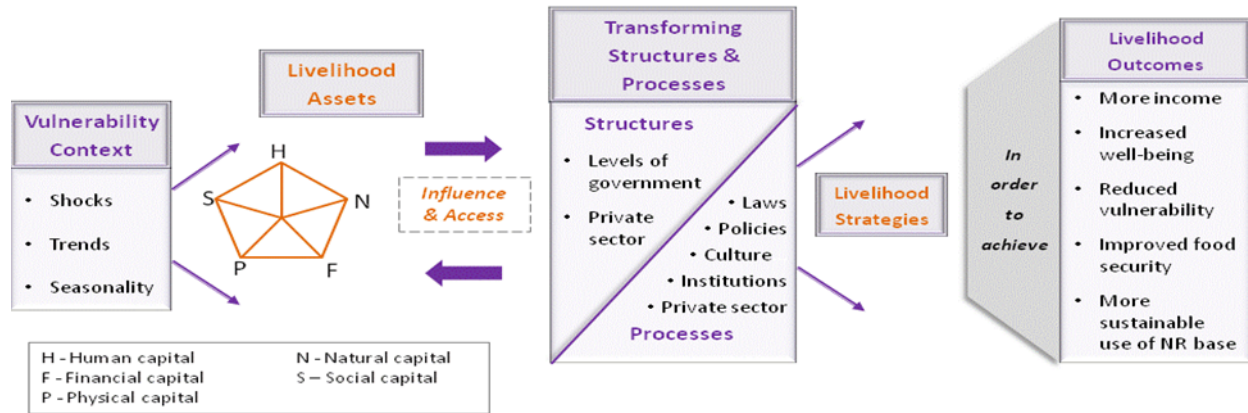 Vulnerability
Context
• Shocks
• Trends
• Seasonality
Livelihood
Assets
H
S
N
P
F
Influence
& Access
Transforming
Structures &
Processes
Structures
• Levels of
government
• Private
sector
• Laws
• Policies
• Culture
• Institutions
• Private sector
Processes
Livelihood
Strategies
In
order
to
achieve
Livelihood
Outcomes
• More income
• Increased
well-being
• Reduced
vulnerability
• Improved food
security
• More
sustainable
use of NR base
H - Human capital
F - Financial capital
P - Physical capital
N - Natural capital
S – Social capital